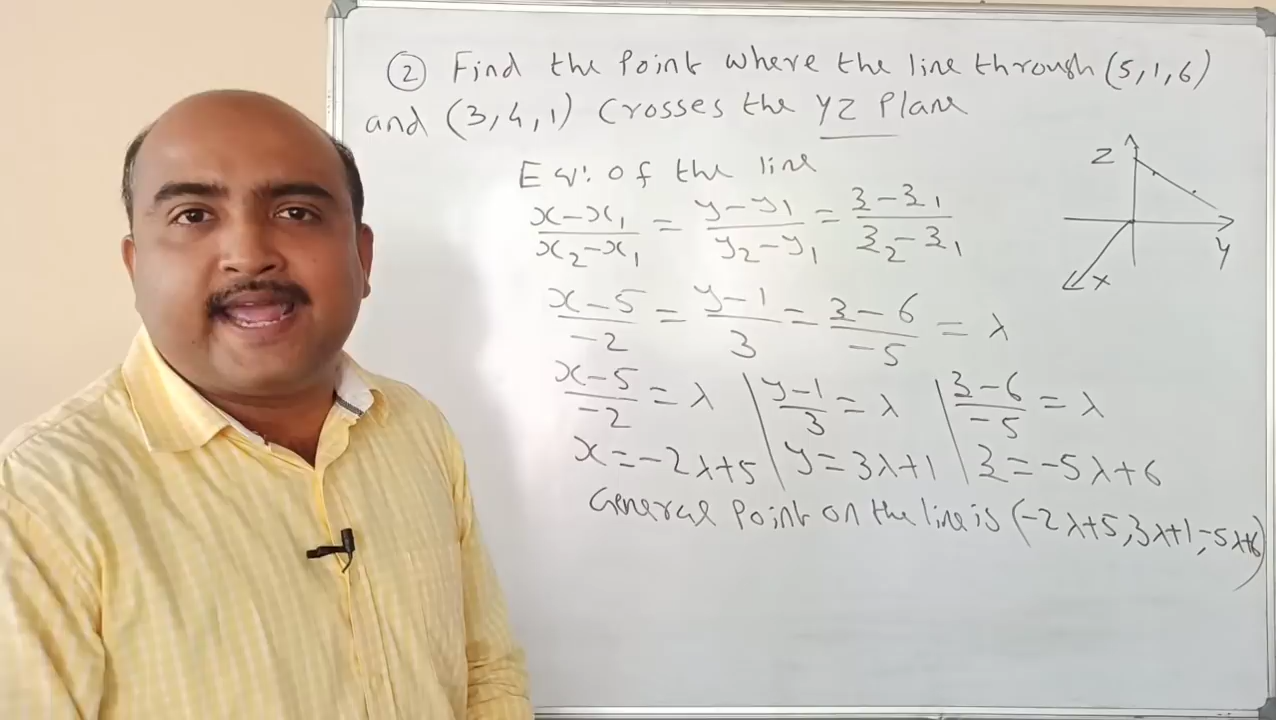 ② Find the Point where the line through (5,1,6)
and (3,4,1) crosses the YZ Plane
Eqn: of the line
x-x₁/x₂-x₁ = y-y₁/y₂-y₁ = z-z₁/z₂-z₁
x-5/-2 = y-1/3 = z-6/-5 = λ
x-5/-2 = λ | y-1/3 = λ | z-6/-5 = λ
x=-2λ+5 | y=3λ+1 | z=-5λ+6
General Point on the line is (-2λ+5,3λ+1,-5λ+6)
Z
Y
X